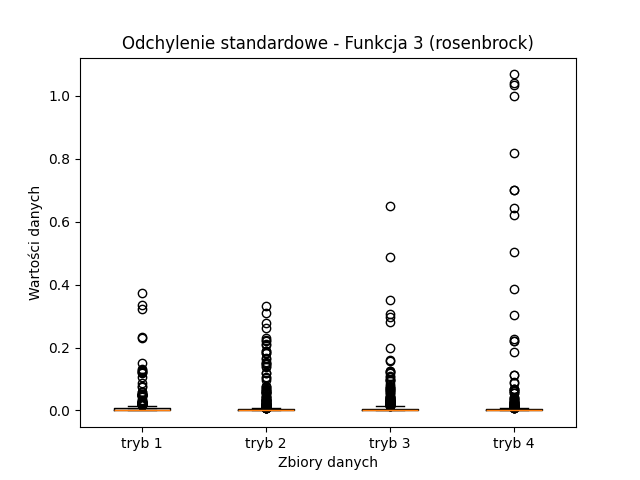 Odchylenie standardowe - Funkcja 3 (rosenbrock)
Wartości danych
1.0
0.8
0.6
0.4
0.2
0.0
tryb 1 tryb 2 tryb 3 tryb 4
Zbiory danych